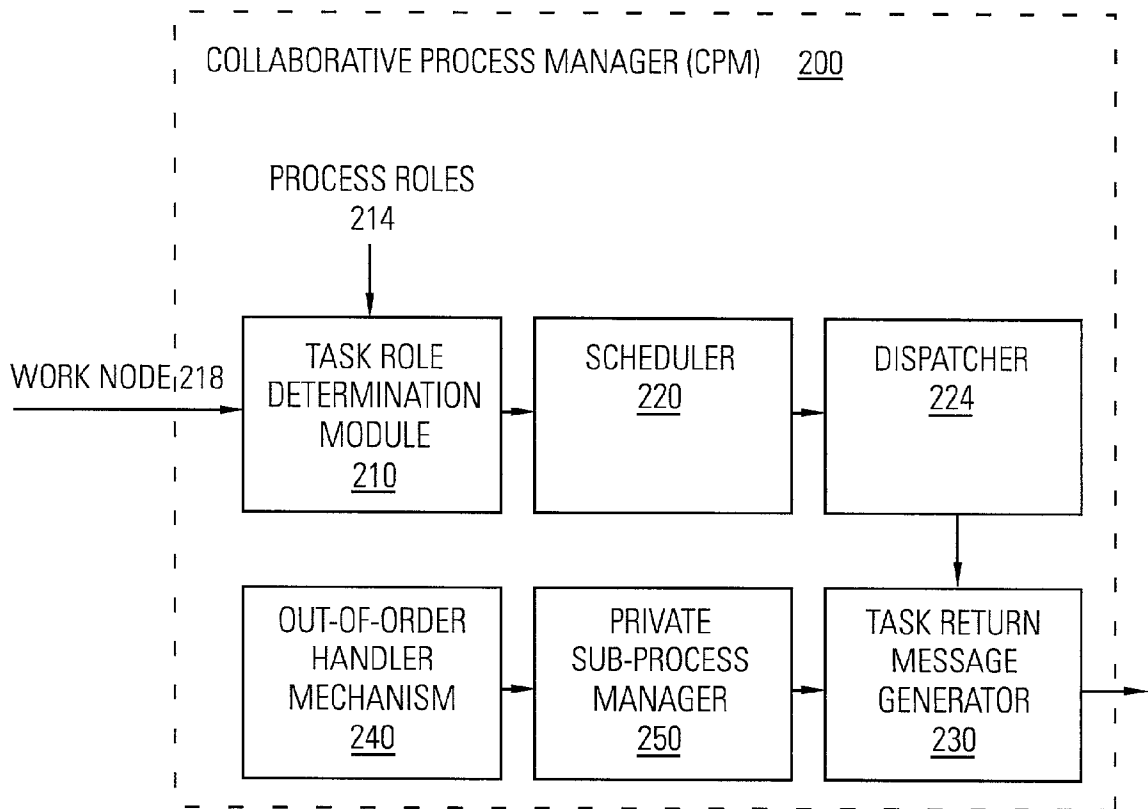 COLLABORATIVE PROCESS MANAGER (CPM) 200
PROCESS ROLES
214
WORK NODE 218
TASK ROLE
DETERMINATION
MODULE
210
SCHEDULER
220
DISPATCHER
224
OUT-OF-ORDER
HANDLER
MECHANISM
240
PRIVATE
SUB-PROCESS
MANAGER
250
TASK RETURN
MESSAGE
GENERATOR
230